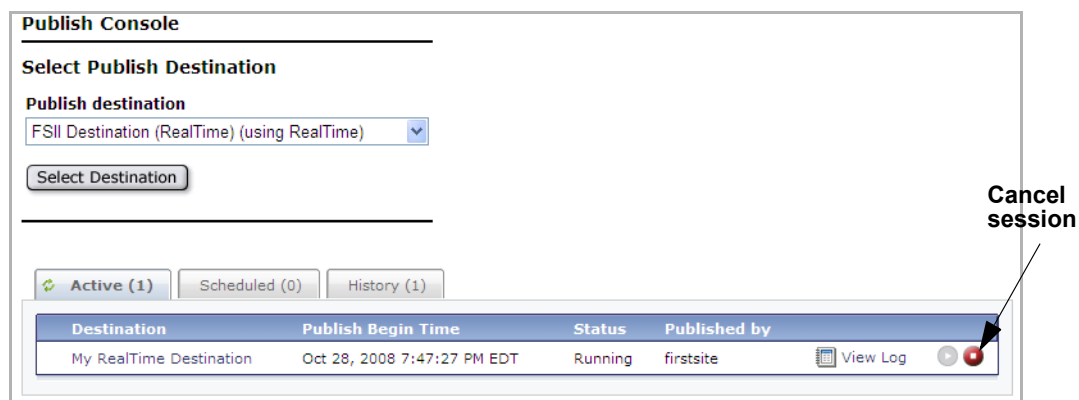 Publish Console
Select Publish Destination
Publish destination
FSII Destination (RealTime) (using RealTime)
Select Destination
Cancel
session
Active (1) Scheduled (0) History (1)
Destination Publish Begin Time Status Published by
My RealTime Destination Oct 28, 2008 7:47:27 PM EDT Running firstsite View Log